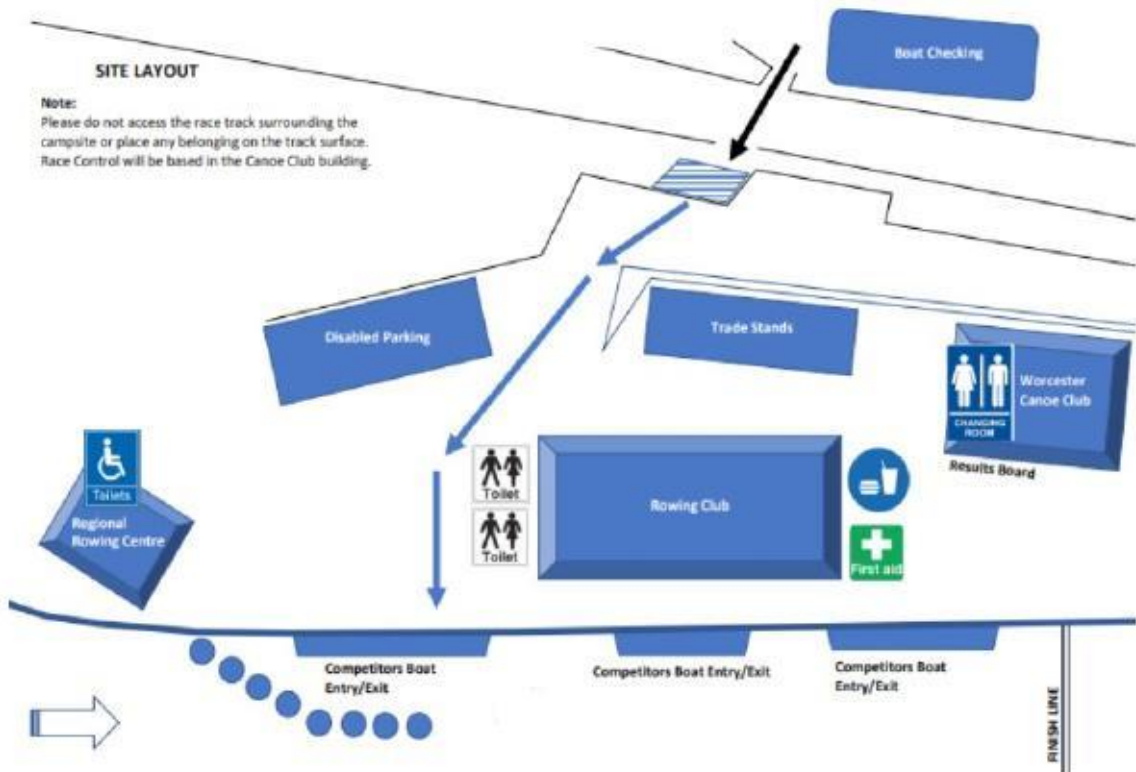 Boat Checking
SITE LAYOUT
Note:
Please do not access the race track surrounding the
campsite or place any belonging on the track surface.
Race Control will be based in the Canoe Club building.
Disabled Parking
Trade Stands
Worcester
Canoe Club
CHANGING
ROOM
Results Board
Toilets
Regional
Rowing Centre
Toilet
Toilet
Rowing Club
First aid
Competitors Boat
Entry/Exit
Competitors Boat Entry/Exit
Competitors Boat
Entry/Exit
FINISH LINE